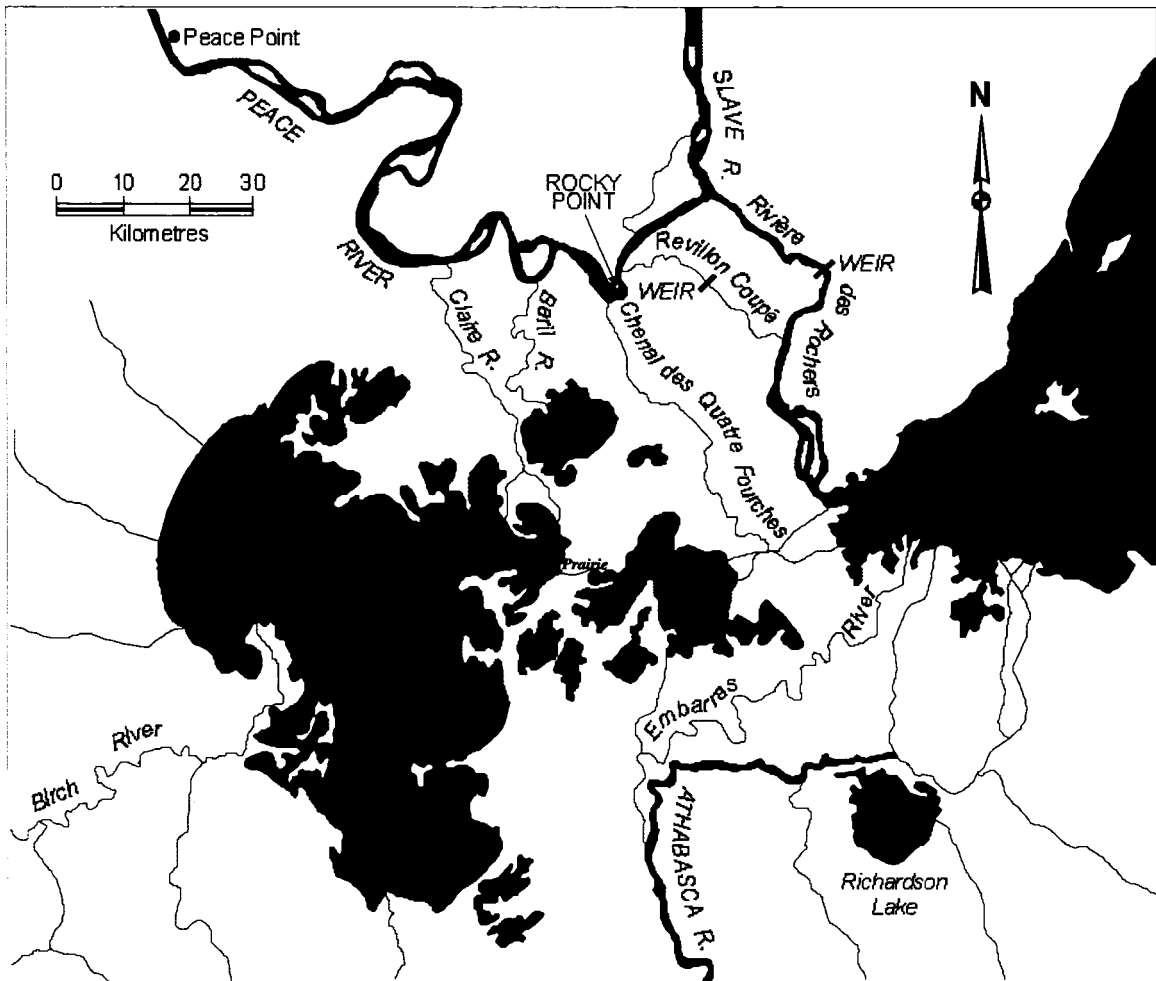 Peace Point
PEACE
RIVER
SLAVE R.
N
0 10 20 30
Kilometres
ROCKY
POINT
Rivière
des
Rochers
WEIR
Revillon Coupé
WEIR
Claire R.
Baril R.
Chenal des Quatre Fourches
Prairie
Embarras
River
Birch
River
ATHABASCA R.
Richardson
Lake